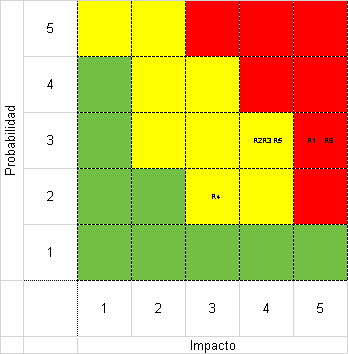 Probabilidad
5
4
3 R2R3 R5 R1 R6
2 R4
1
1 2 3 4 5
Impacto